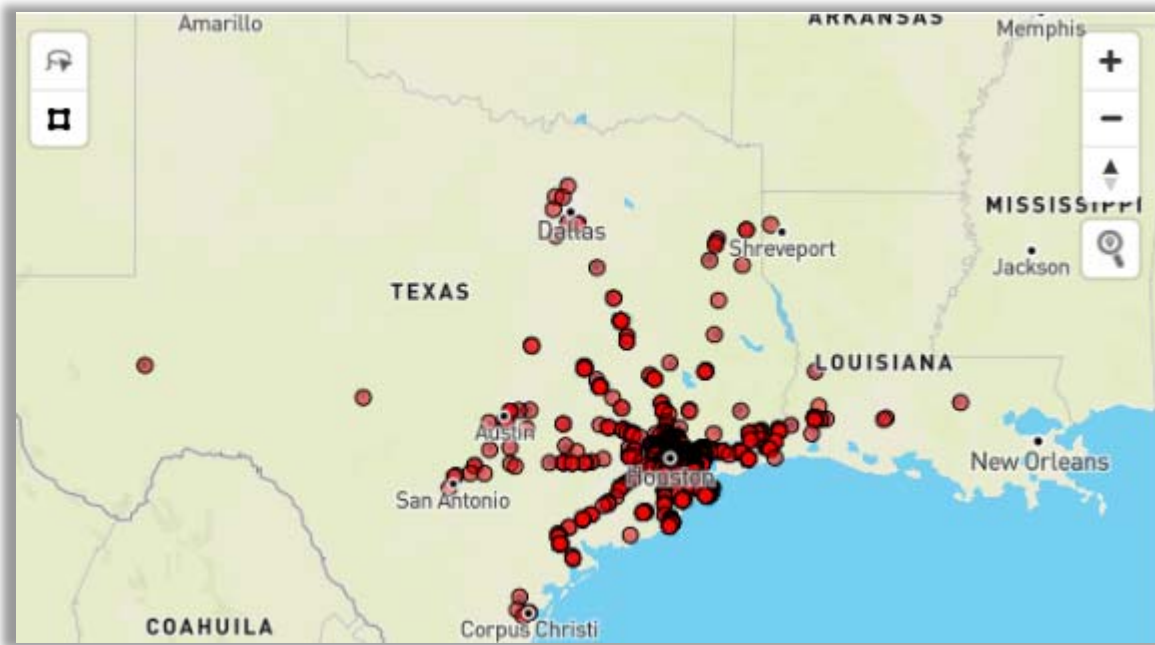 ARKANSAS
Amarillo
Memphis
MISSISSIPPI
Dallas
Shreveport
Jackson
TEXAS
LOUISIANA
Austin
New Orleans
Houston
San Antonio
COAHUILA
Corpus Christi